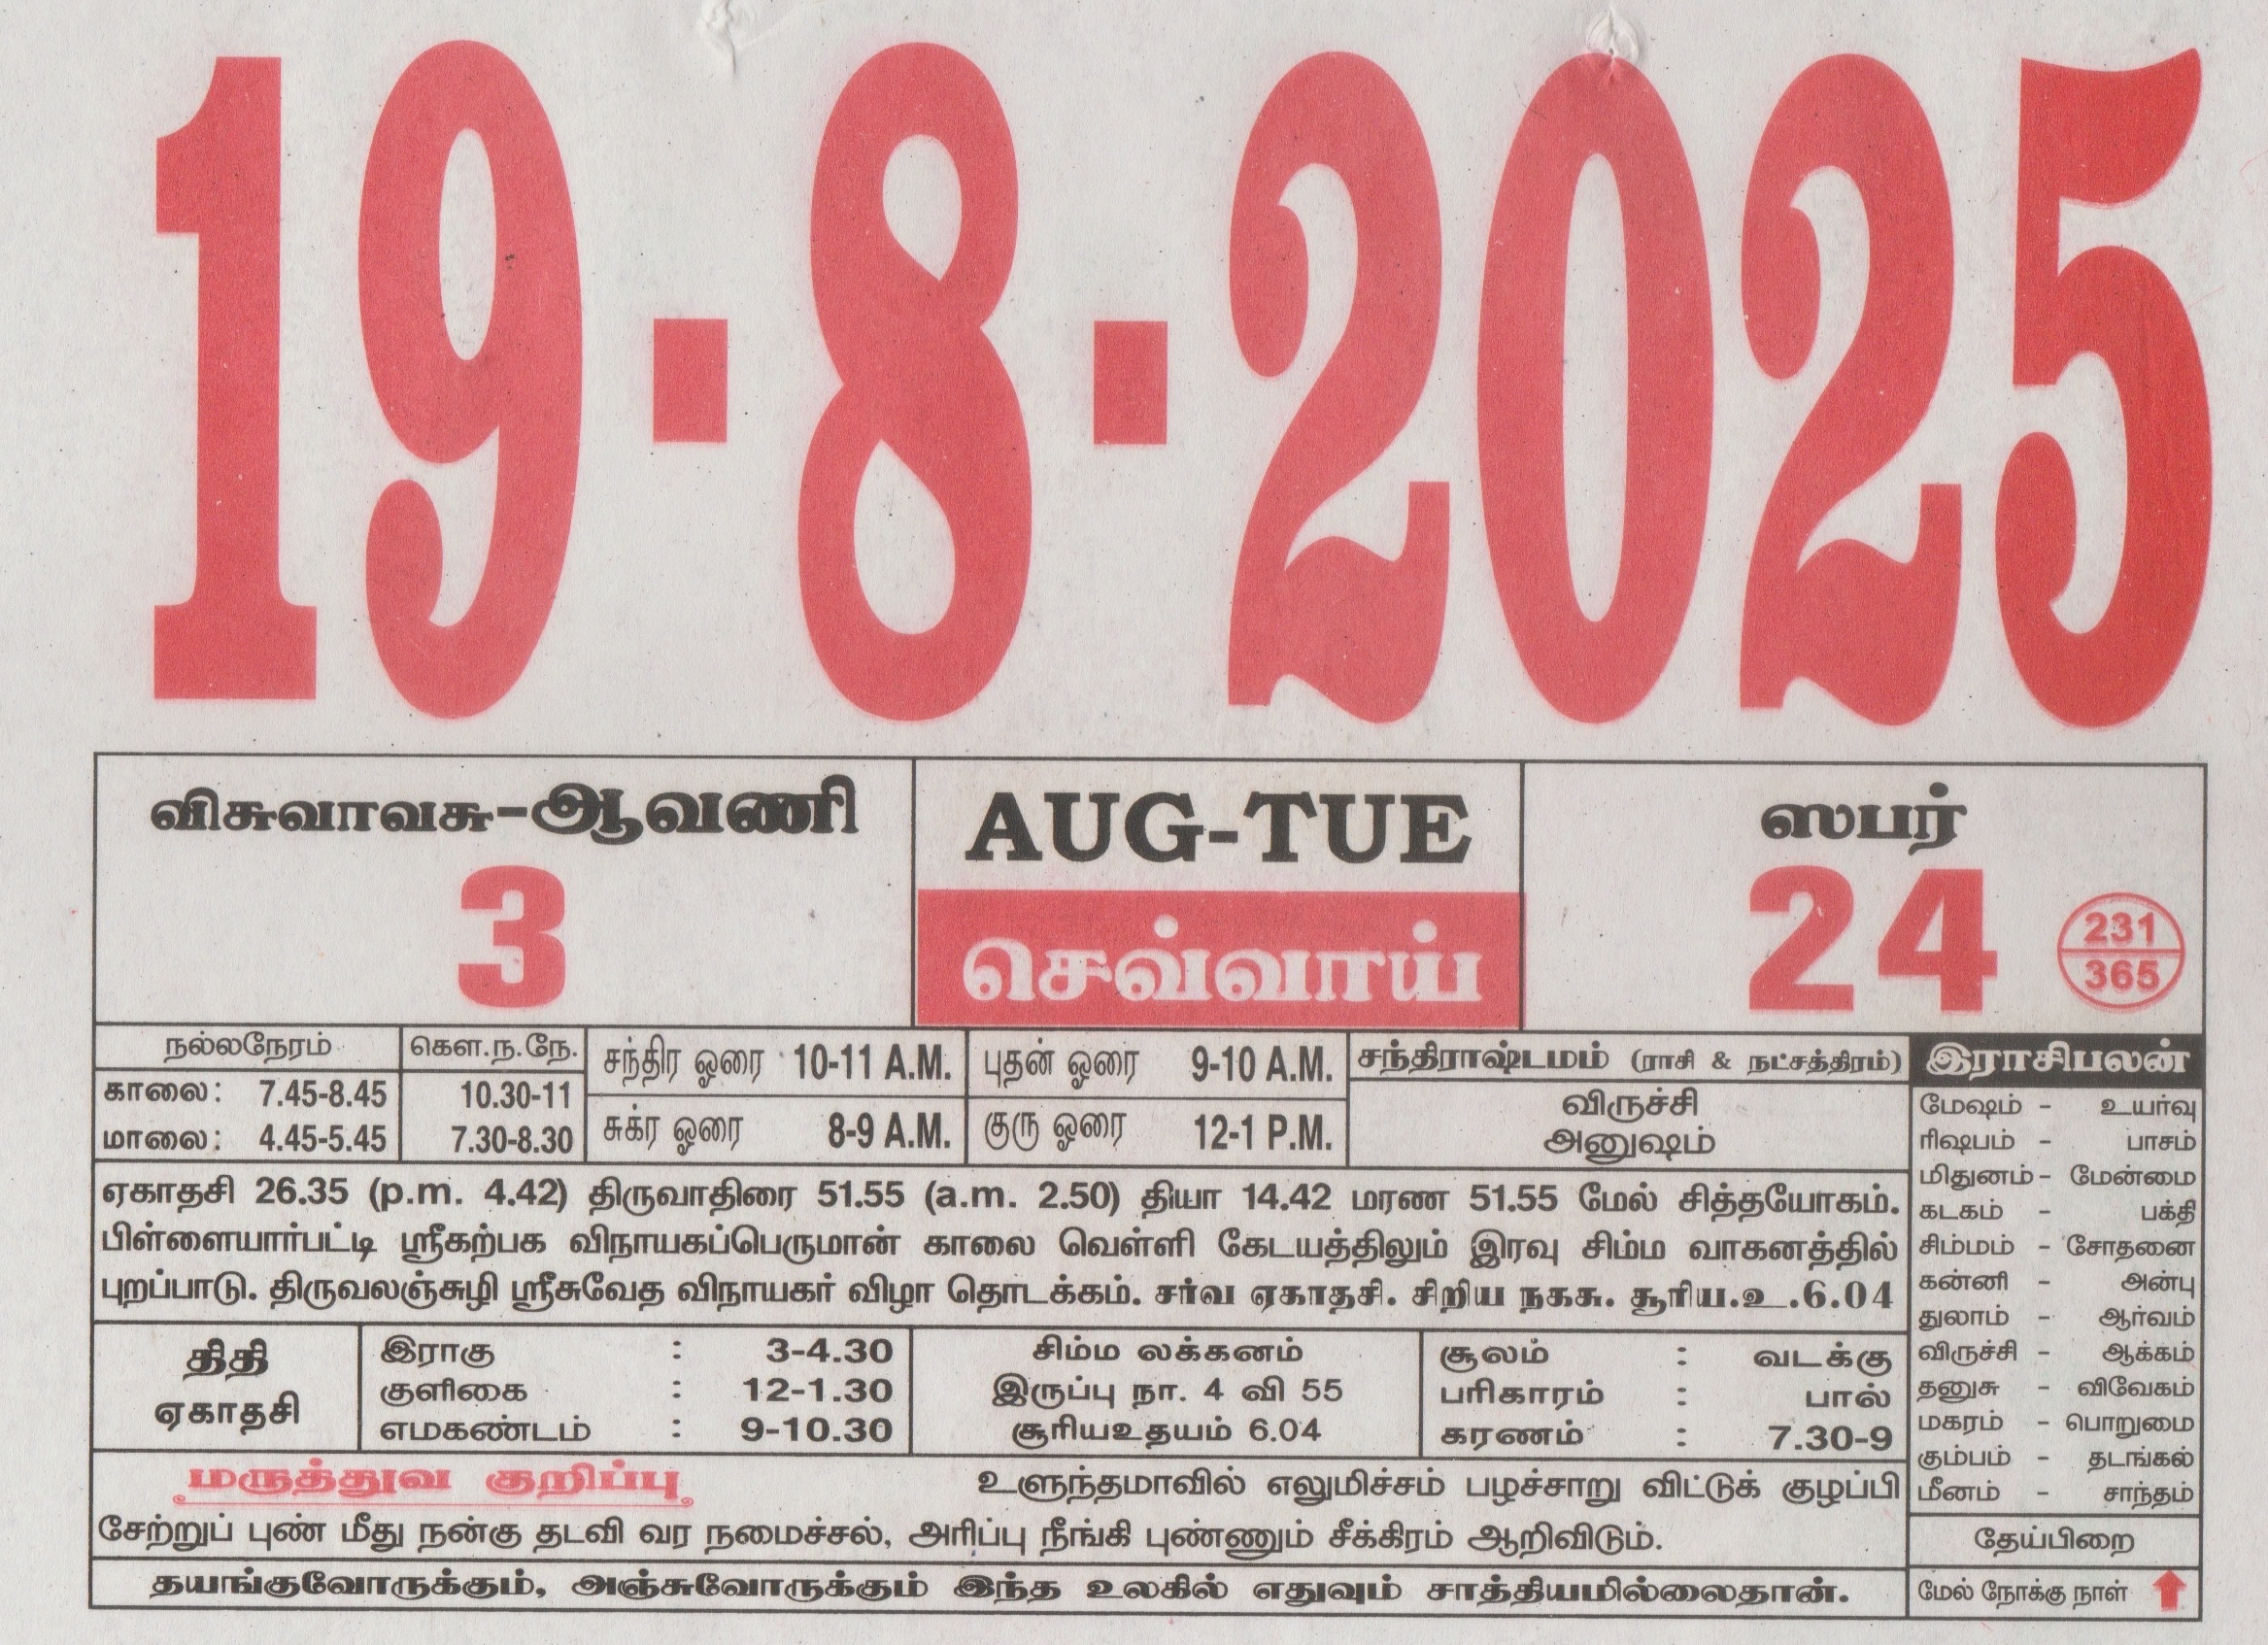 19-8-2025
விசுவாவசு-ஆவணி
3
AUG-TUE
செவ்வாய்
ஸபர்
24
231
365
நல்லநேரம்
காலை: 7.45-8.45
மாலை: 4.45-5.45
கௌ.ந.நே.
10.30-11
7.30-8.30
சந்திர ஓரை 10-11 A.M.
சுக்ர ஓரை 8-9 A.M.
புதன் ஓரை 9-10 A.M.
குரு ஓரை 12-1 P.M.
சந்திராஷ்டமம் (ராசி & நட்சத்திரம்)
விருச்சி
அனுஷம்
ஏகாதசி 26.35 (p.m. 4.42) திருவாதிரை 51.55 (a.m. 2.50) தியா 14.42 மரண 51.55 மேல் சித்தயோகம்.
பிள்ளையார்பட்டி ஸ்ரீகற்பக விநாயகப்பெருமான் காலை வெள்ளி கேடயத்திலும் இரவு சிம்ம வாகனத்தில்
புறப்பாடு. திருவலஞ்சுழி ஸ்ரீசுவேத விநாயகர் விழா தொடக்கம். சர்வ ஏகாதசி. சிறிய நகசு. சூரிய.உ.6.04
திதி
ஏகாதசி
இராகு : 3-4.30
குளிகை : 12-1.30
எமகண்டம் : 9-10.30
சிம்ம லக்கனம்
இருப்பு நா. 4 வி 55
சூரியஉதயம் 6.04
சூலம் : வடக்கு
பரிகாரம் : பால்
கரணம் : 7.30-9
மருத்துவ குறிப்பு உளுந்தமாவில் எலுமிச்சம் பழச்சாறு விட்டுக் குழப்பி
சேற்றுப் புண் மீது நன்கு தடவி வர நமைச்சல், அரிப்பு நீங்கி புண்ணும் சீக்கிரம் ஆறிவிடும்.
தயங்குவோருக்கும், அஞ்சுவோருக்கும் இந்த உலகில் எதுவும் சாத்தியமில்லைதான்.
இராசிபலன்
மேஷம் - உயர்வு
ரிஷபம் - பாசம்
மிதுனம் - மேன்மை
கடகம் - பக்தி
சிம்மம் - சோதனை
கன்னி - அன்பு
துலாம் - ஆர்வம்
விருச்சி - ஆக்கம்
தனுசு - விவேகம்
மகரம் - பொறுமை
கும்பம் - தடங்கல்
மீனம் - சாந்தம்
தேய்பிறை
மேல் நோக்கு நாள்